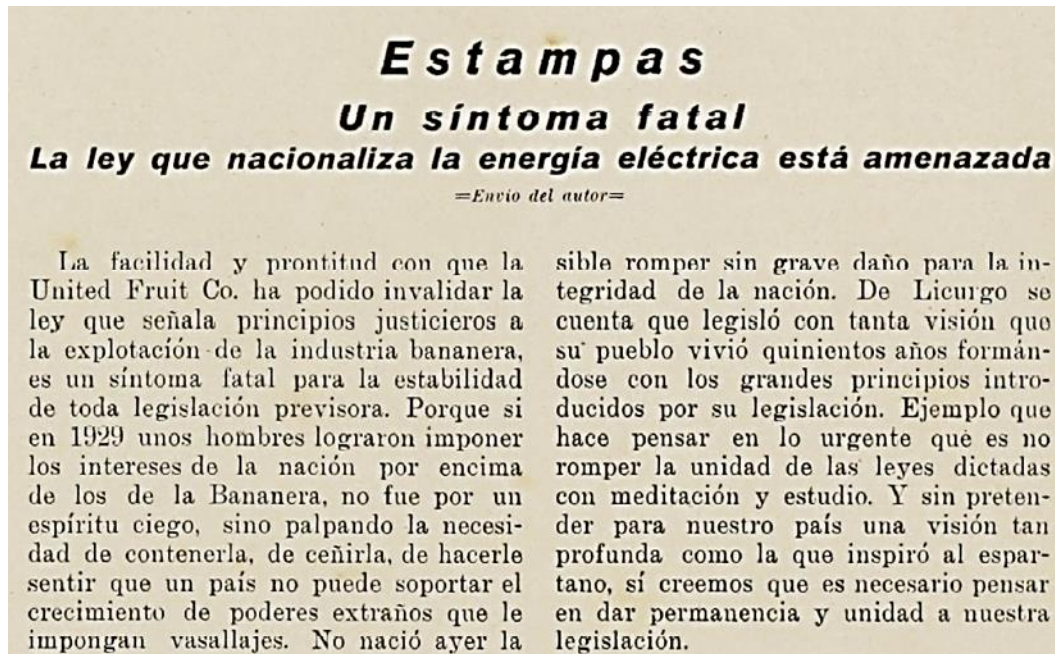 Estampas
Un síntoma fatal
La ley que nacionaliza la energía eléctrica está amenazada
=Envío del autor=
La facilidad y prontitud con que la
United Fruit Co. ha podido invalidar la
ley que señala principios justicieros a
la explotación de la industria bananera,
es un síntoma fatal para la estabilidad
de toda legislación previsora. Porque si
en 1929 unos hombres lograron imponer
los intereses de la nación por encima
de los de la Bananera, no fue por un
espíritu ciego, sino palpando la necesi-
dad de contenerla, de ceñirla, de hacerle
sentir que un país no puede soportar el
crecimiento de poderes extraños que le
impongan vasallajes. No nació ayer la
sible romper sin grave daño para la in-
tegridad de la nación. De Licurgo se
cuenta que legisló con tanta visión que
su pueblo vivió quinientos años formán-
dose con los grandes principios intro-
ducidos por su legislación. Ejemplo que
hace pensar en lo urgente que es no
romper la unidad de las leyes dictadas
con meditación y estudio. Y sin preten-
der para nuestro país una visión tan
profunda como la que inspiró al espar-
tano, sí creemos que es necesario pensar
en dar permanencia y unidad a nuestra
legislación.